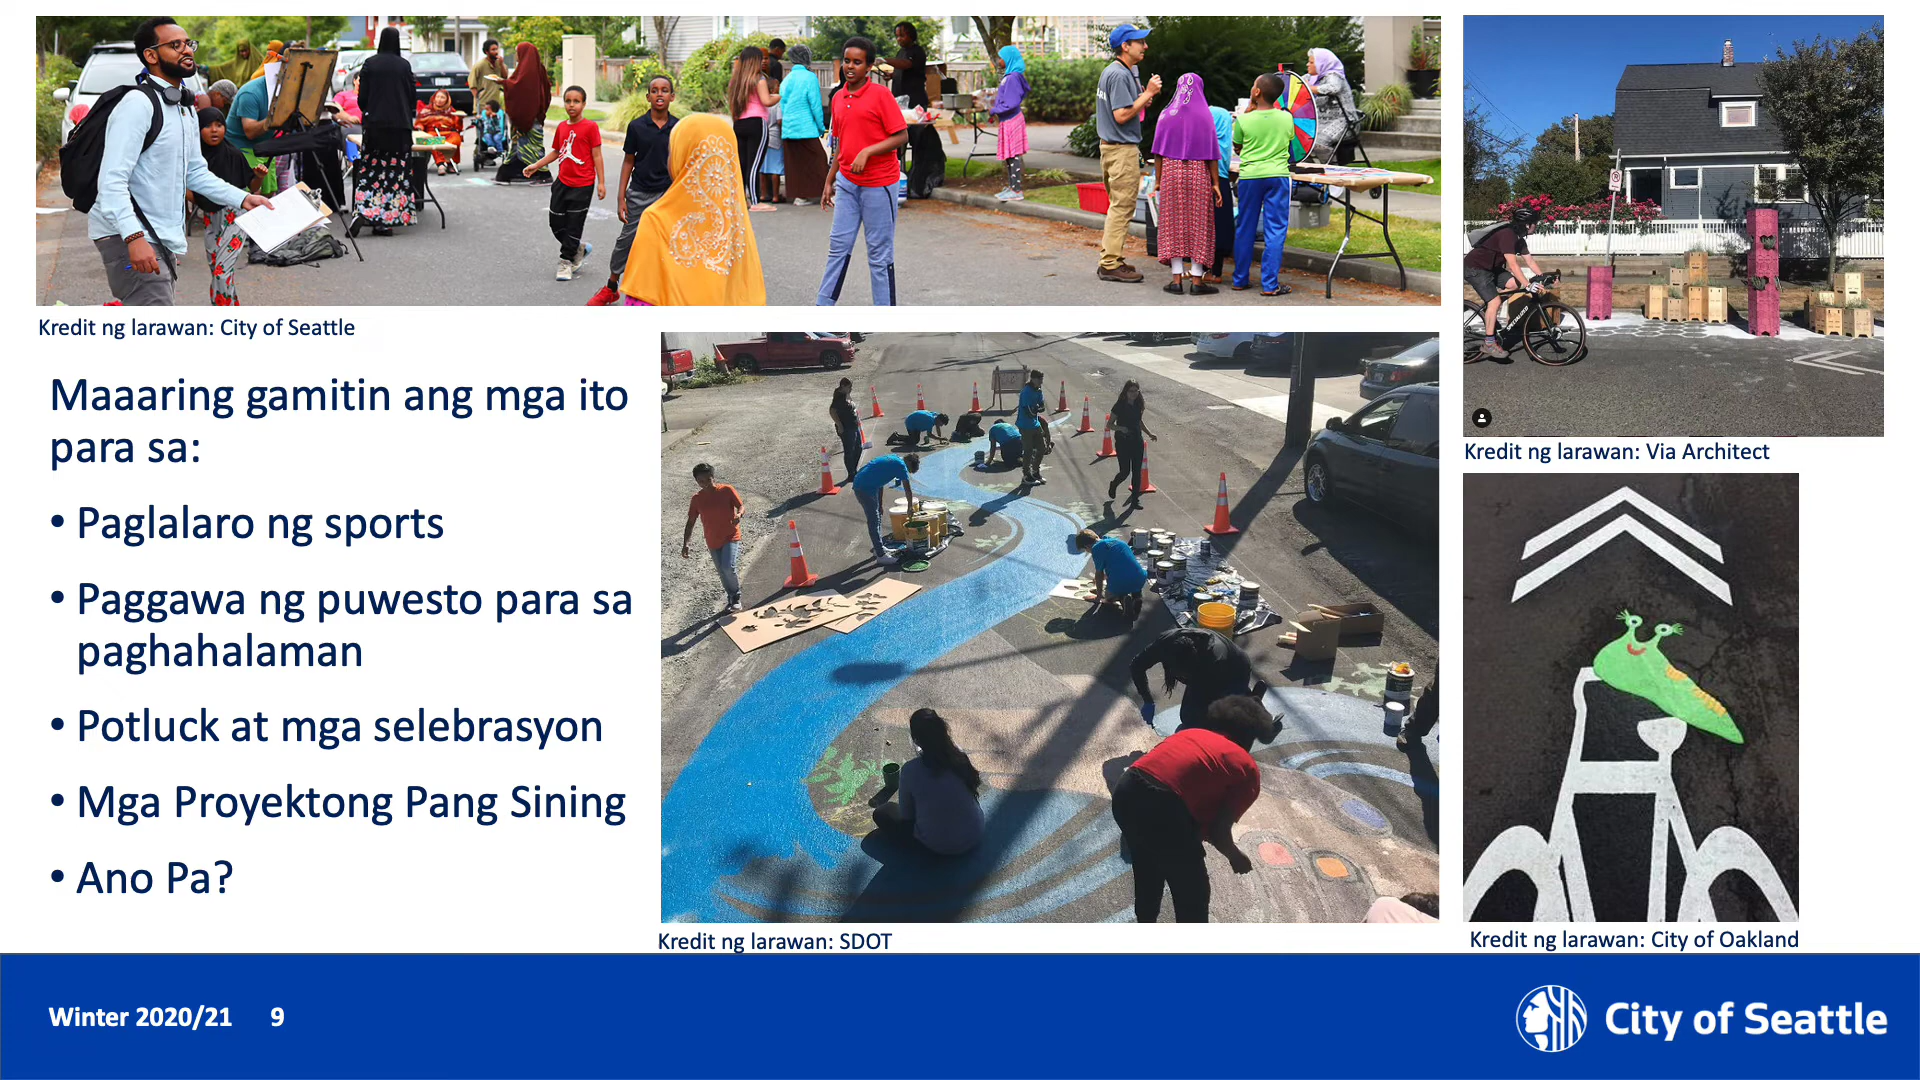 Kredit ng larawan: City of Seattle
Maaaring gamitin ang mga ito
para sa:
• Paglalaro ng sports
• Paggawa ng puwesto para sa
paghahalaman
• Potluck at mga selebrasyon
• Mga Proyektong Pang Sining
• Ano Pa?
Kredit ng larawan: SDOT
Kredit ng larawan: Via Architect
Kredit ng larawan: City of Oakland
Winter 2020/21 9
City of Seattle